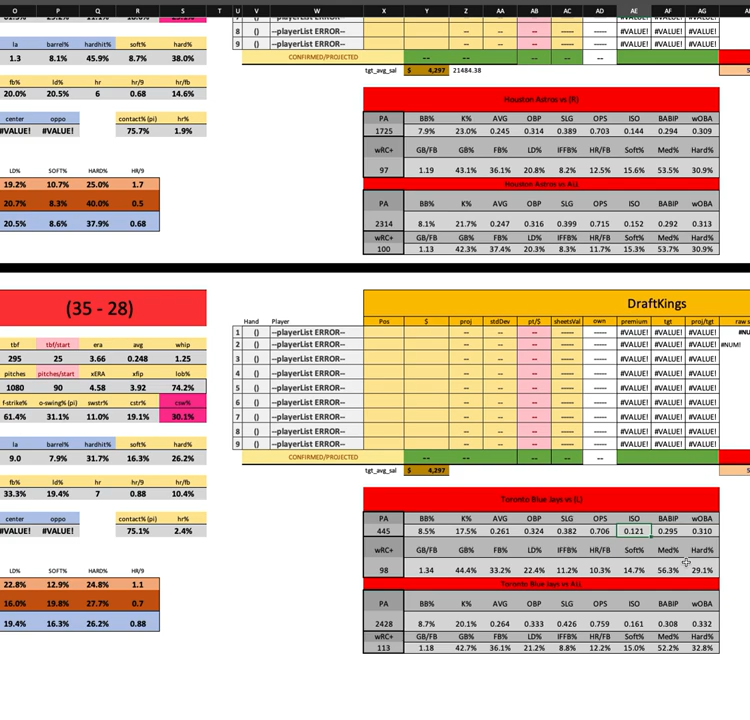 O P Q R S T U V W X Y Z AA AB AC AD AE AF AG
8 () --playerList ERROR-- -- -- ---- -- ----- ---- #VALUE! #VALUE! #VALUE!
9 () --playerList ERROR-- -- -- ---- -- ----- ---- #VALUE! #VALUE! #VALUE!
CONFIRMED/PROJECTED -- -- -- -- --
tgt_avg_sal $ 4,297 21484.38
la barrel% hardhit% soft% hard%
1.3 8.1% 45.9% 8.7% 38.0%
fb% ld% hr hr/9 hr/fb
20.0% 20.5% 6 0.68 14.6%
center oppo contact% (pi) hr%
#VALUE! #VALUE! 75.7% 1.9%
LD% SOFT% HARD% HR/9
19.2% 10.7% 25.0% 1.7
20.7% 8.3% 40.0% 0.5
20.5% 8.6% 37.9% 0.68
Houston Astros vs (R)
PA BB% K% AVG OBP SLG OPS ISO BABIP wOBA
1725 7.9% 23.0% 0.245 0.314 0.389 0.703 0.144 0.294 0.309
wRC+ GB/FB GB% FB% LD% IFFB% HR/FB Soft% Med% Hard%
97 1.19 43.1% 36.1% 20.8% 8.2% 12.5% 15.6% 53.5% 30.9%
Houston Astros vs ALL
PA BB% K% AVG OBP SLG OPS ISO BABIP wOBA
2314 8.1% 21.7% 0.247 0.316 0.399 0.715 0.152 0.292 0.313
wRC+ GB/FB GB% FB% LD% IFFB% HR/FB Soft% Med% Hard%
100 1.13 42.3% 37.4% 20.3% 8.3% 11.7% 15.3% 53.7% 30.9%
(35 - 28)
tbf tbf/start era avg whip
295 25 3.66 0.248 1.25
pitches pitches/start xERA xfip lob%
1080 90 4.58 3.92 74.2%
f-strike% o-swing% (pi) swstr% cstr% csw%
61.4% 31.1% 11.0% 19.1% 30.1%
la barrel% hardhit% soft% hard%
9.0 7.9% 31.7% 16.3% 26.2%
fb% ld% hr hr/9 hr/fb
33.3% 19.4% 7 0.88 10.4%
center oppo contact% (pi) hr%
#VALUE! #VALUE! 75.1% 2.4%
LD% SOFT% HARD% HR/9
22.8% 12.9% 24.8% 1.1
16.0% 19.8% 27.7% 0.7
19.4% 16.3% 26.2% 0.88
DraftKings
Hand Player Pos $ proj stdDev pt/$ sheetsVal own premium tgt proj/tgt raw
1 () --playerList ERROR-- -- -- ---- -- ----- ---- #VALUE! #VALUE! #VALUE!
2 () --playerList ERROR-- -- -- ---- -- ----- ---- #VALUE! #VALUE! #VALUE! #NUM!
3 () --playerList ERROR-- -- -- ---- -- ----- ---- #VALUE! #VALUE! #VALUE!
4 () --playerList ERROR-- -- -- ---- -- ----- ---- #VALUE! #VALUE! #VALUE!
5 () --playerList ERROR-- -- -- ---- -- ----- ---- #VALUE! #VALUE! #VALUE!
6 () --playerList ERROR-- -- -- ---- -- ----- ---- #VALUE! #VALUE! #VALUE!
7 () --playerList ERROR-- -- -- ---- -- ----- ---- #VALUE! #VALUE! #VALUE!
8 () --playerList ERROR-- -- -- ---- -- ----- ---- #VALUE! #VALUE! #VALUE!
9 () --playerList ERROR-- -- -- ---- -- ----- ---- #VALUE! #VALUE! #VALUE!
CONFIRMED/PROJECTED -- -- -- -- --
tgt_avg_sal $ 4,297
Toronto Blue Jays vs (L)
PA BB% K% AVG OBP SLG OPS ISO BABIP wOBA
445 8.5% 17.5% 0.261 0.324 0.382 0.706 0.121 0.295 0.310
wRC+ GB/FB GB% FB% LD% IFFB% HR/FB Soft% Med% Hard%
98 1.34 44.4% 33.2% 22.4% 11.2% 10.3% 14.7% 56.3% 29.1%
Toronto Blue Jays vs ALL
PA BB% K% AVG OBP SLG OPS ISO BABIP wOBA
2428 8.7% 20.1% 0.264 0.333 0.426 0.759 0.161 0.308 0.332
wRC+ GB/FB GB% FB% LD% IFFB% HR/FB Soft% Med% Hard%
113 1.18 42.7% 36.1% 21.2% 8.8% 12.2% 15.0% 52.2% 32.8%